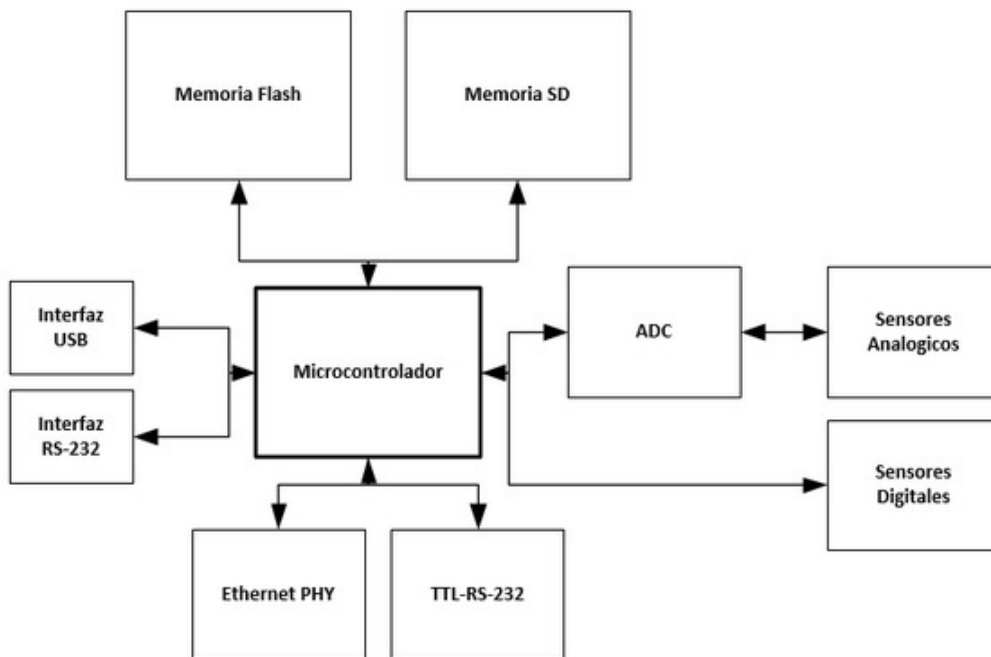 Memoria Flash
Memoria SD
Interfaz
USB
Interfaz
RS-232
Microcontrolador
ADC
Sensores
Analogicos
Sensores
Digitales
Ethernet PHY
TTL-RS-232